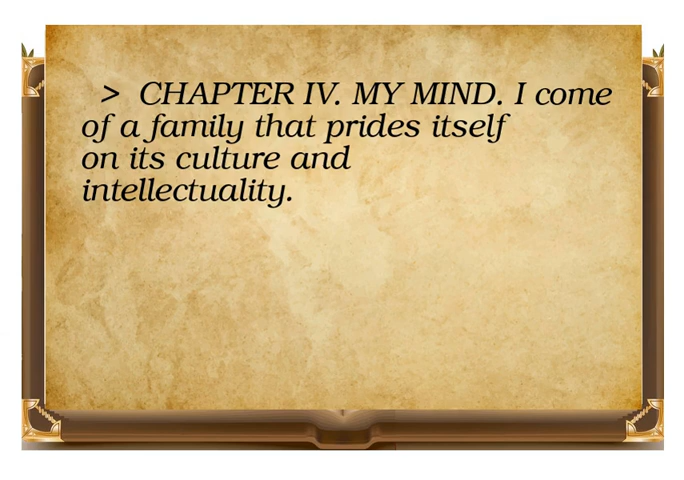 > CHAPTER IV. MY MIND. I come
of a family that prides itself
on its culture and
intellectuality.